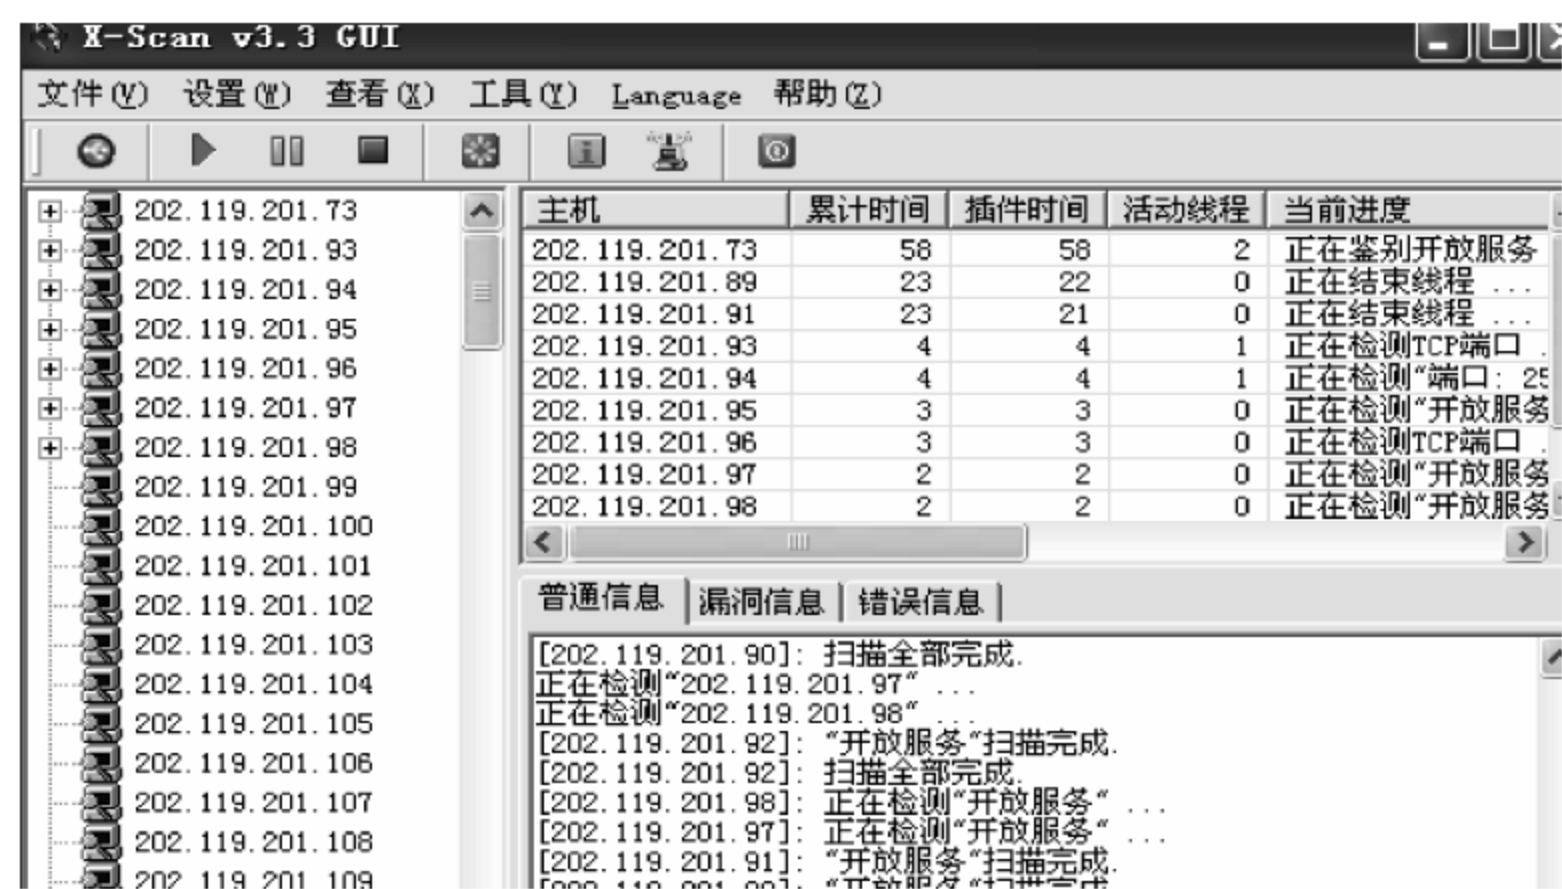 X-Scan v3.3 GUI
文件(V) 设置(W) 查看(X) 工具(Y) Language 帮助(Z)
202.119.201.73
202.119.201.93
202.119.201.94
202.119.201.95
202.119.201.96
202.119.201.97
202.119.201.98
202.119.201.99
202.119.201.100
202.119.201.101
202.119.201.102
202.119.201.103
202.119.201.104
202.119.201.105
202.119.201.106
202.119.201.107
202.119.201.108
202.119.201.109
主机 累计时间 插件时间 活动线程 当前进度
202.119.201.73 58 58 2 正在鉴别开放服务
202.119.201.89 23 22 0 正在结束线程 ...
202.119.201.91 23 21 0 正在结束线程 ...
202.119.201.93 4 4 1 正在检测TCP端口 .
202.119.201.94 4 4 1 正在检测"端口: 25
202.119.201.95 3 3 0 正在检测"开放服务
202.119.201.96 3 3 0 正在检测TCP端口 .
202.119.201.97 2 2 0 正在检测"开放服务
202.119.201.98 2 2 0 正在检测"开放服务
普通信息 漏洞信息 错误信息
[202.119.201.90]: 扫描全部完成.
正在检测"202.119.201.97" ...
正在检测"202.119.201.98" ...
[202.119.201.92]: "开放服务"扫描完成.
[202.119.201.92]: 扫描全部完成.
[202.119.201.98]: 正在检测"开放服务" ...
[202.119.201.97]: 正在检测"开放服务" ...
[202.119.201.91]: "开放服务"扫描完成.